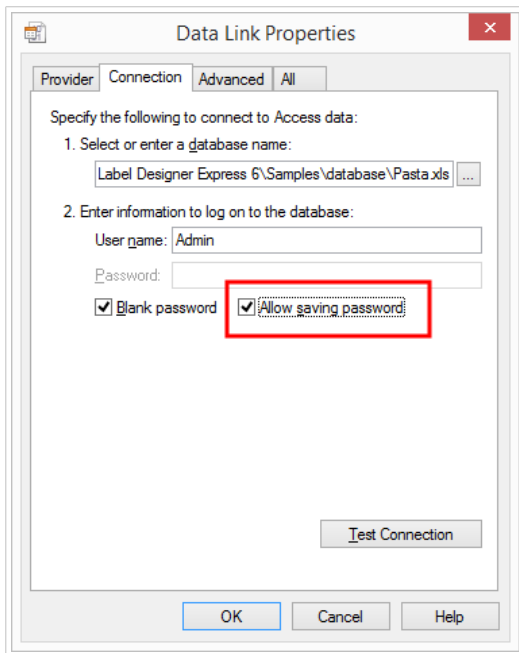 Data Link Properties
Provider Connection Advanced All
Specify the following to connect to Access data:
1. Select or enter a database name:
Label Designer Express 6\Samples\database\Pasta.xls ...
2. Enter information to log on to the database:
User name: Admin
Password:
Blank password Allow saving password
Test Connection
OK Cancel Help